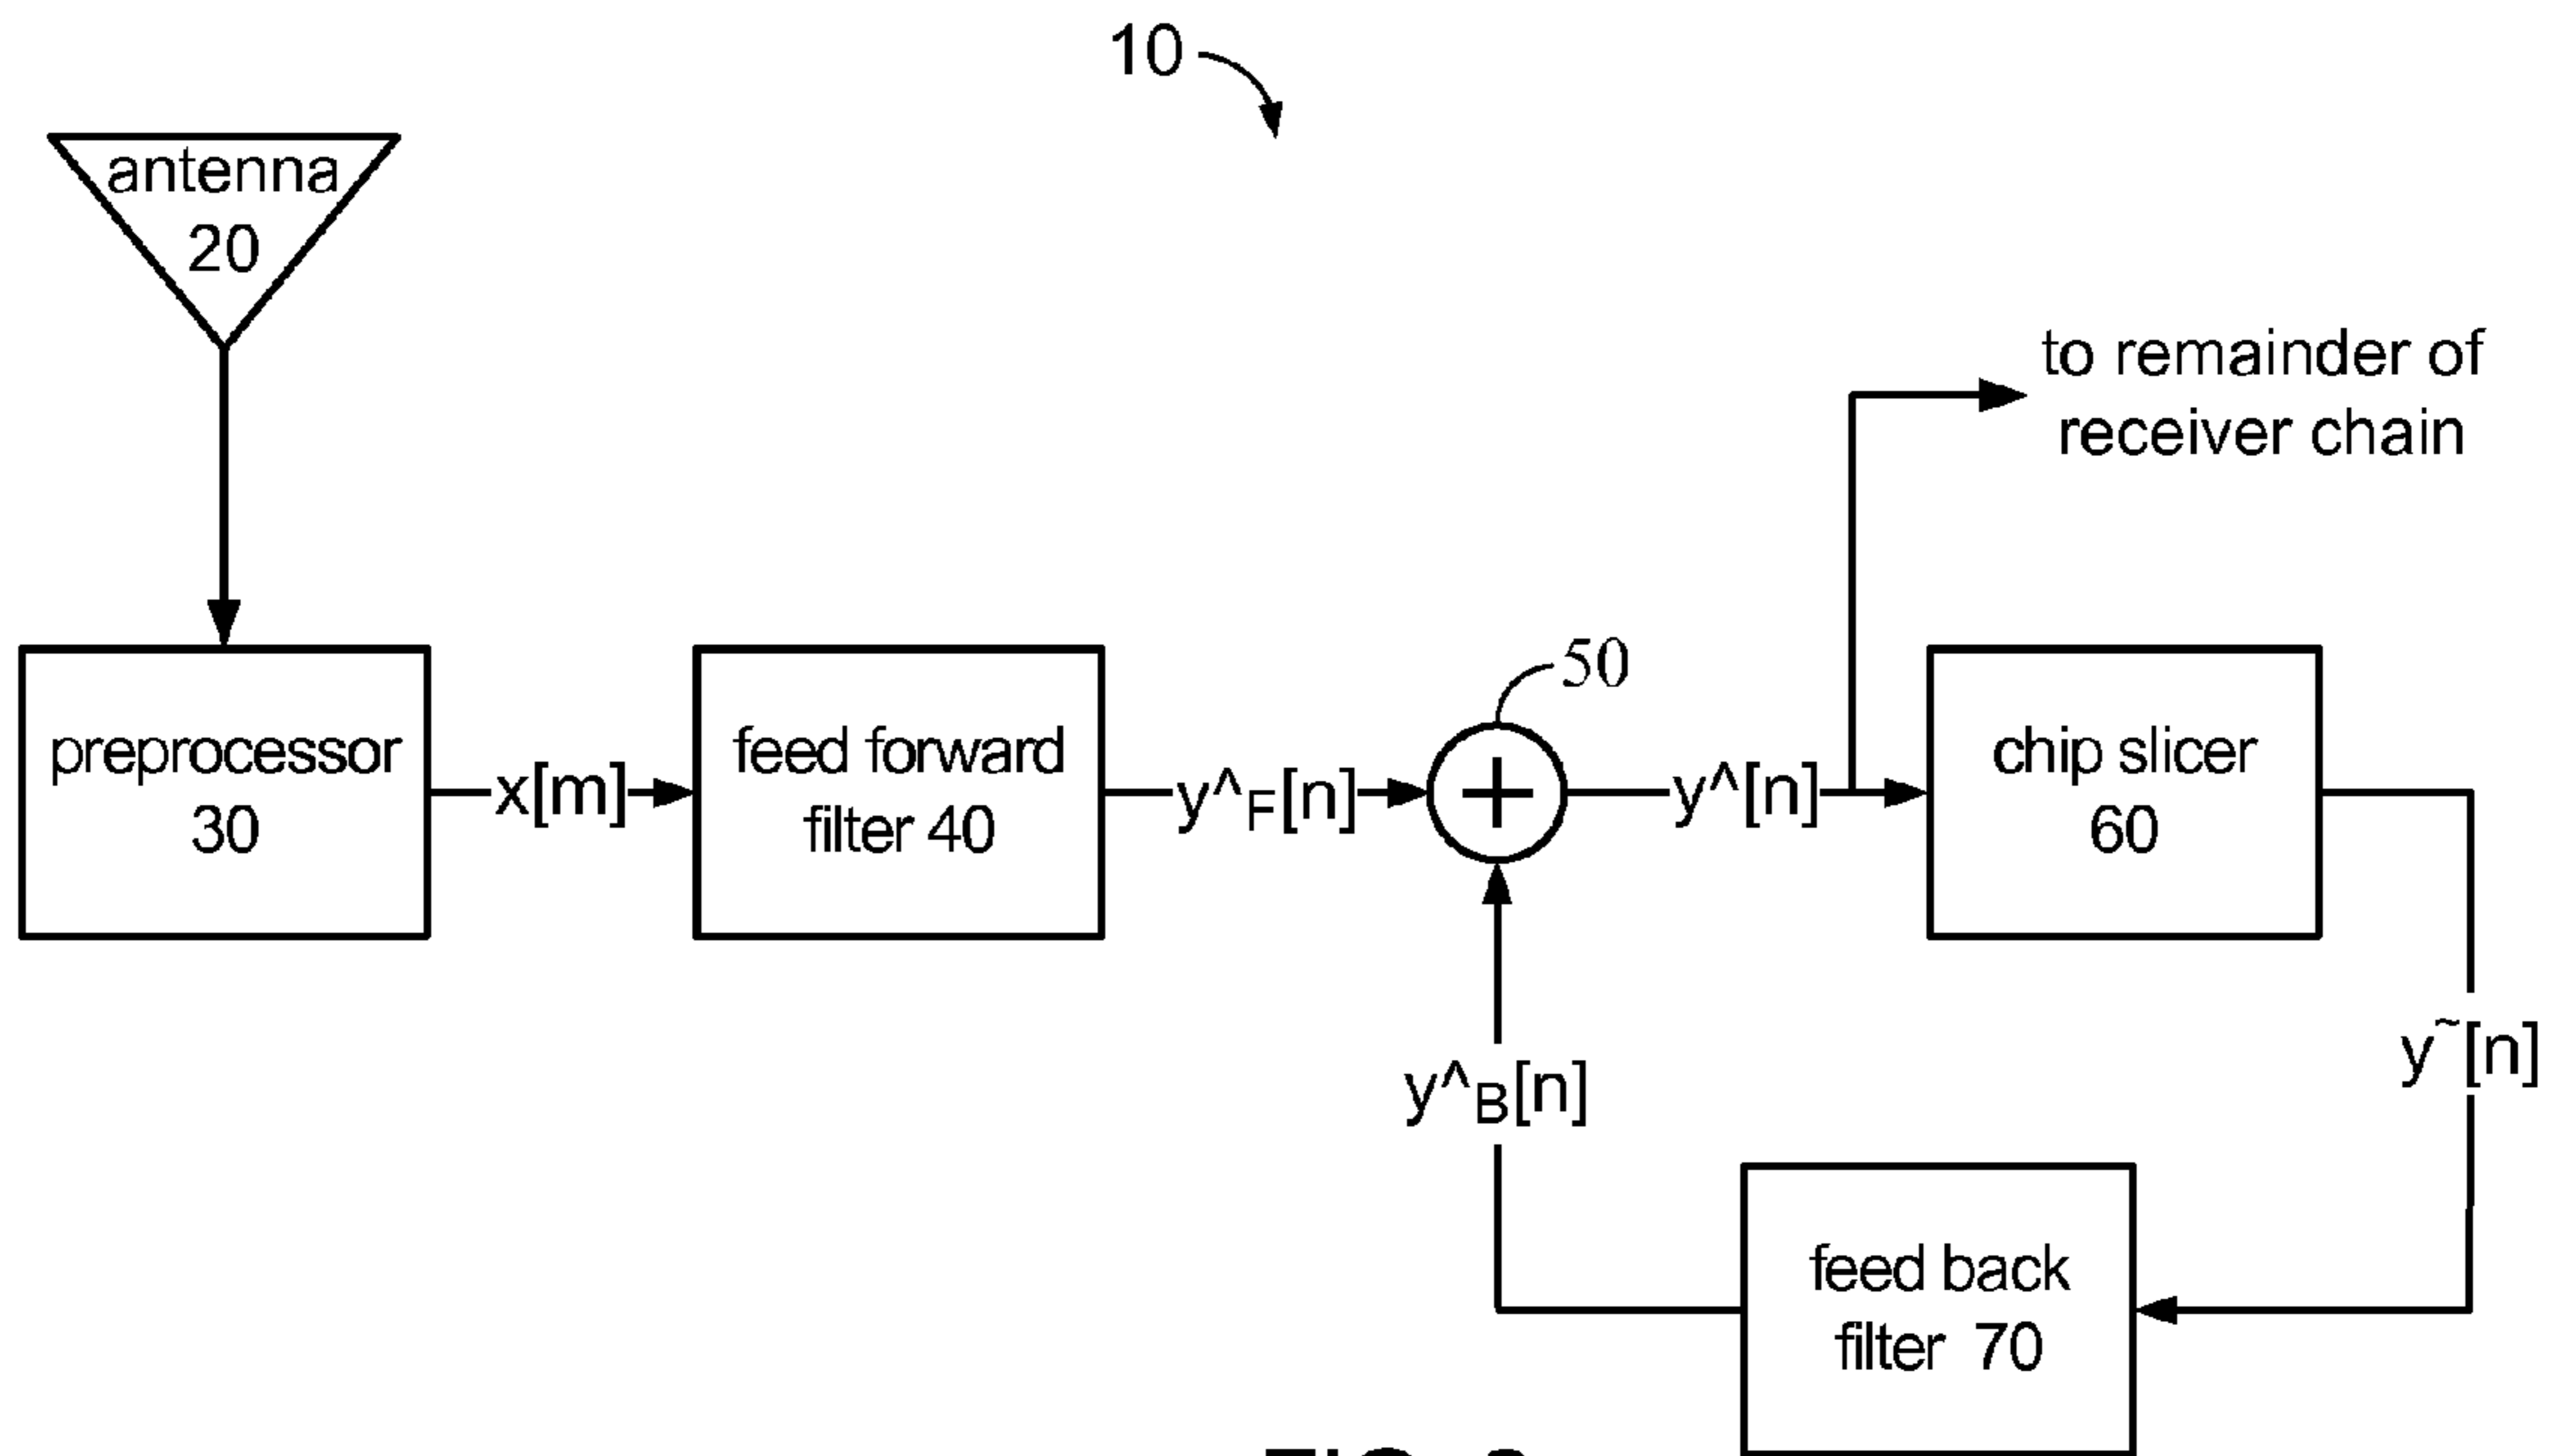 10
antenna
20
to remainder of
receiver chain
50
preprocessor
30
x[m]
feed forward
filter 40
y^F[n]
y^[n]
chip slicer
60
y~[n]
y^B[n]
feed back
filter 70